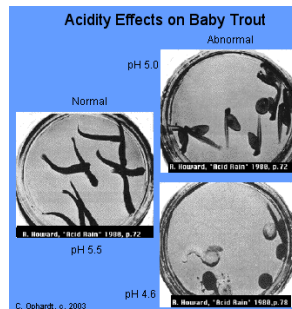 Acidity Effects on Baby Trout
Abnormal
pH 5.0
Normal
R. Howard, "Acid Rain" 1980, p.72
R. Howard, "Acid Rain" 1980, p.72
pH 5.5
pH 4.6
R. Howard, "Acid Rain" 1980, p.78
C. Ophardt, c. 2003